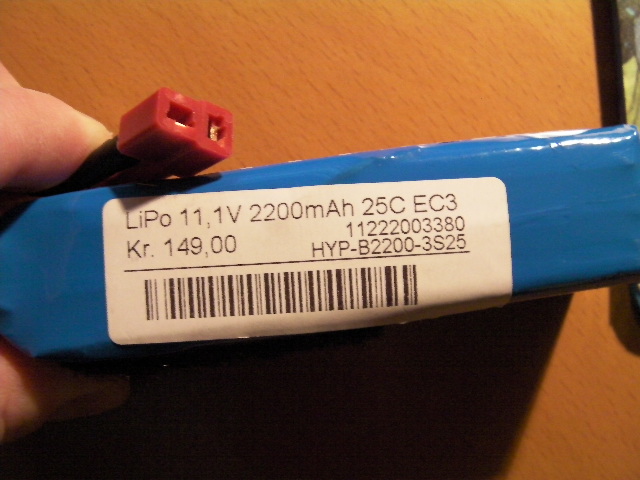 LiPo 11,1V 2200mAh 25C EC3
11222003380
Kr. 149,00 HYP-B2200-3S25